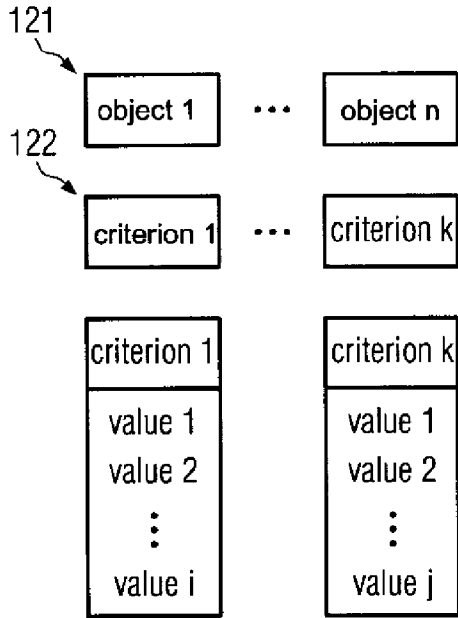 121
object 1 ... object n
122
criterion 1 ... criterion k
criterion 1 criterion k
value 1 value 1
value 2 value 2
⋮ ⋮
value i value j